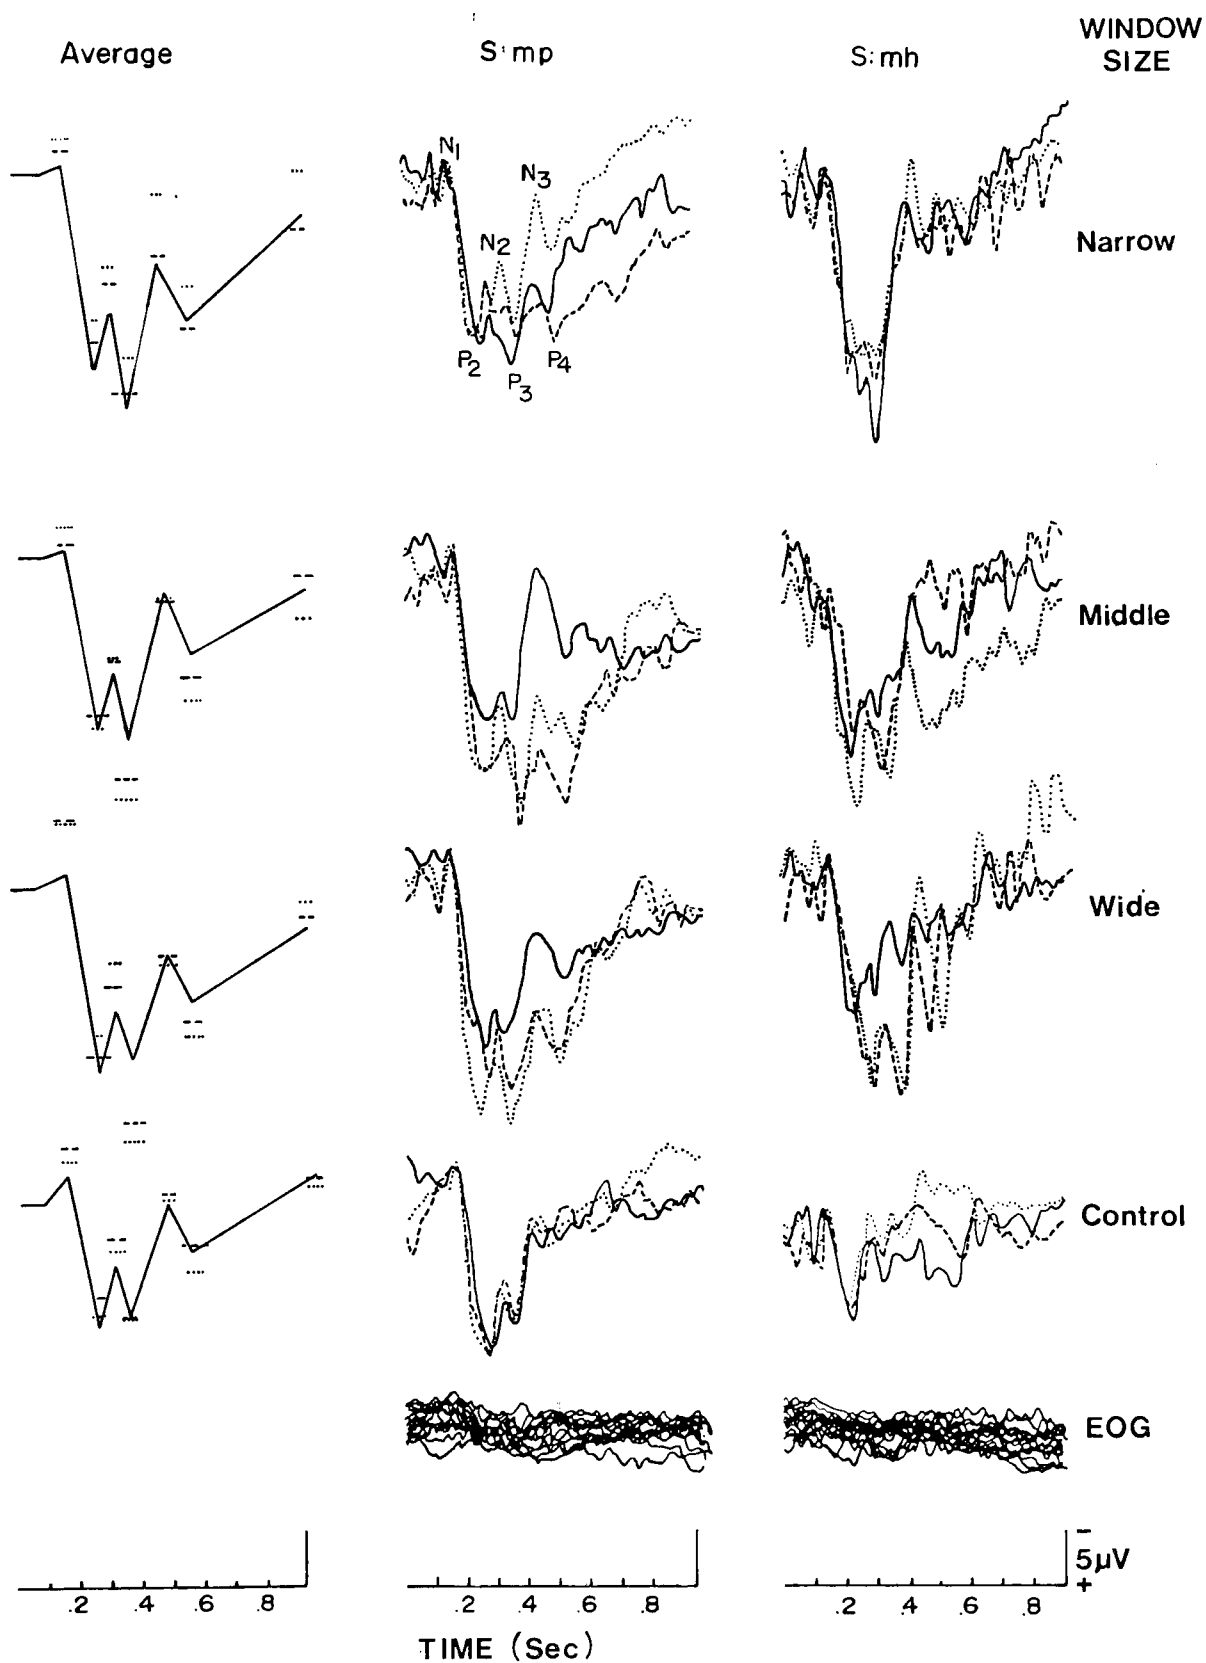 Average S:mp S:mh WINDOW
SIZE
N1
N3
N2
Narrow
P2 P3 P4
Middle
Wide
Control
EOG
−
5µV
+
.2 .4 .6 .8 .2 .4 .6 .8 .2 .4 .6 .8
TIME (Sec)